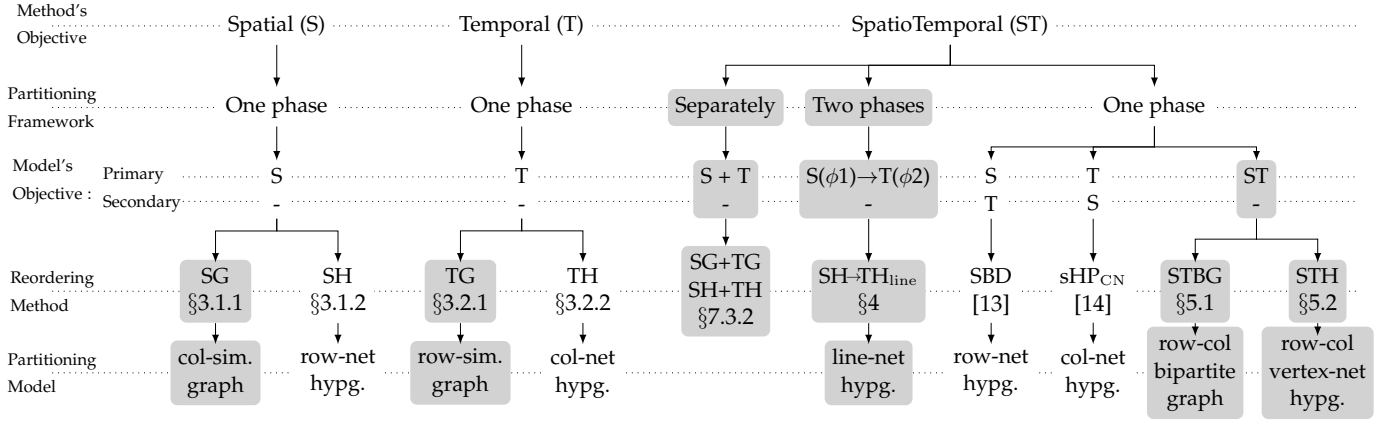 Method's
Objective
Spatial (S) Temporal (T) SpatioTemporal (ST)
Partitioning
Framework
One phase One phase Separately Two phases One phase
Model's
Objective :
Primary S T S + T S(ϕ1)→T(ϕ2) S T ST
Secondary - - - - T S -
Reordering
Method
SG SH TG TH SG+TG SH→TH_line SBD sHP_CN STBG STH
§3.1.1 §3.1.2 §3.2.1 §3.2.2 SH+TH §4 [13] [14] §5.1 §5.2
§7.3.2
Partitioning
Model
col-sim. row-net row-sim. col-net line-net row-net col-net row-col row-col
graph hypg. graph hypg. hypg. hypg. hypg. bipartite vertex-net
graph hypg.